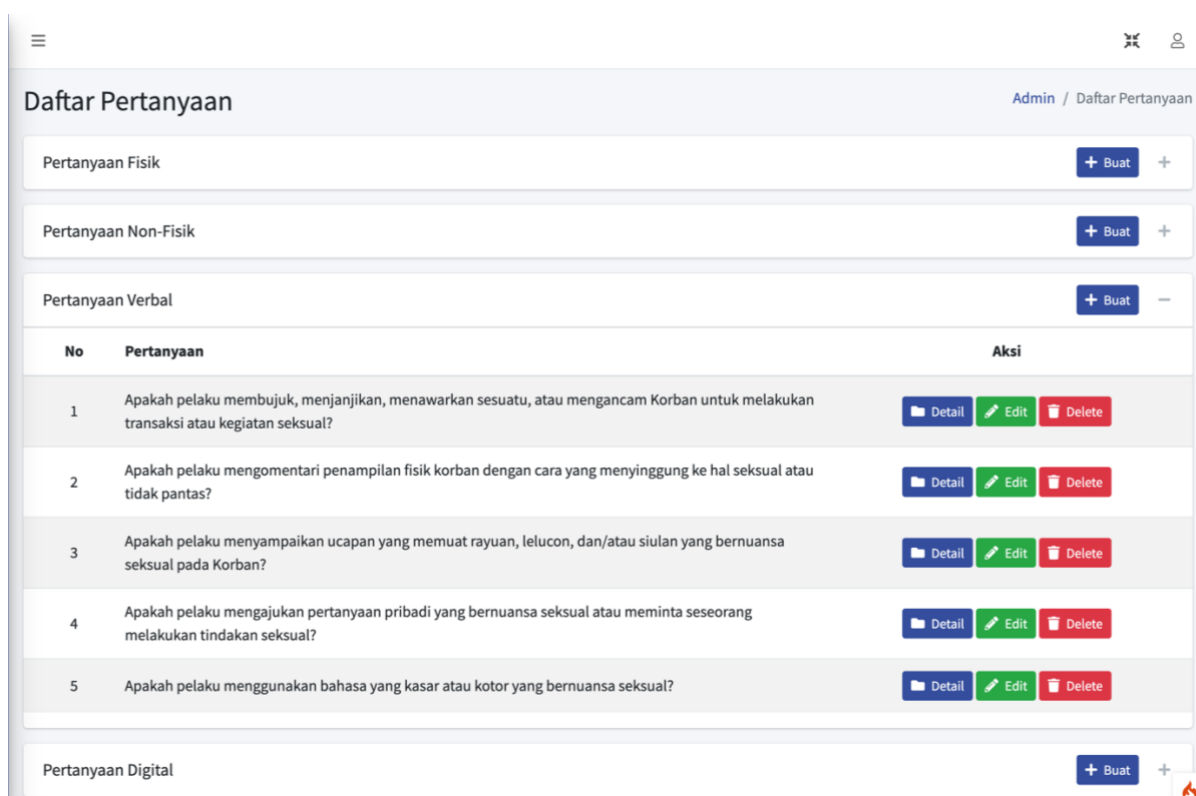 Daftar Pertanyaan
Admin / Daftar Pertanyaan
Pertanyaan Fisik
+ Buat +
Pertanyaan Non-Fisik
+ Buat +
Pertanyaan Verbal
+ Buat −
No Pertanyaan Aksi
1 Apakah pelaku membujuk, menjanjikan, menawarkan sesuatu, atau mengancam Korban untuk melakukan
transaksi atau kegiatan seksual?
Detail Edit Delete
2 Apakah pelaku mengomentari penampilan fisik korban dengan cara yang menyinggung ke hal seksual atau
tidak pantas?
Detail Edit Delete
3 Apakah pelaku menyampaikan ucapan yang memuat rayuan, lelucon, dan/atau siulan yang bernuansa
seksual pada Korban?
Detail Edit Delete
4 Apakah pelaku mengajukan pertanyaan pribadi yang bernuansa seksual atau meminta seseorang
melakukan tindakan seksual?
Detail Edit Delete
5 Apakah pelaku menggunakan bahasa yang kasar atau kotor yang bernuansa seksual?
Detail Edit Delete
Pertanyaan Digital
+ Buat +